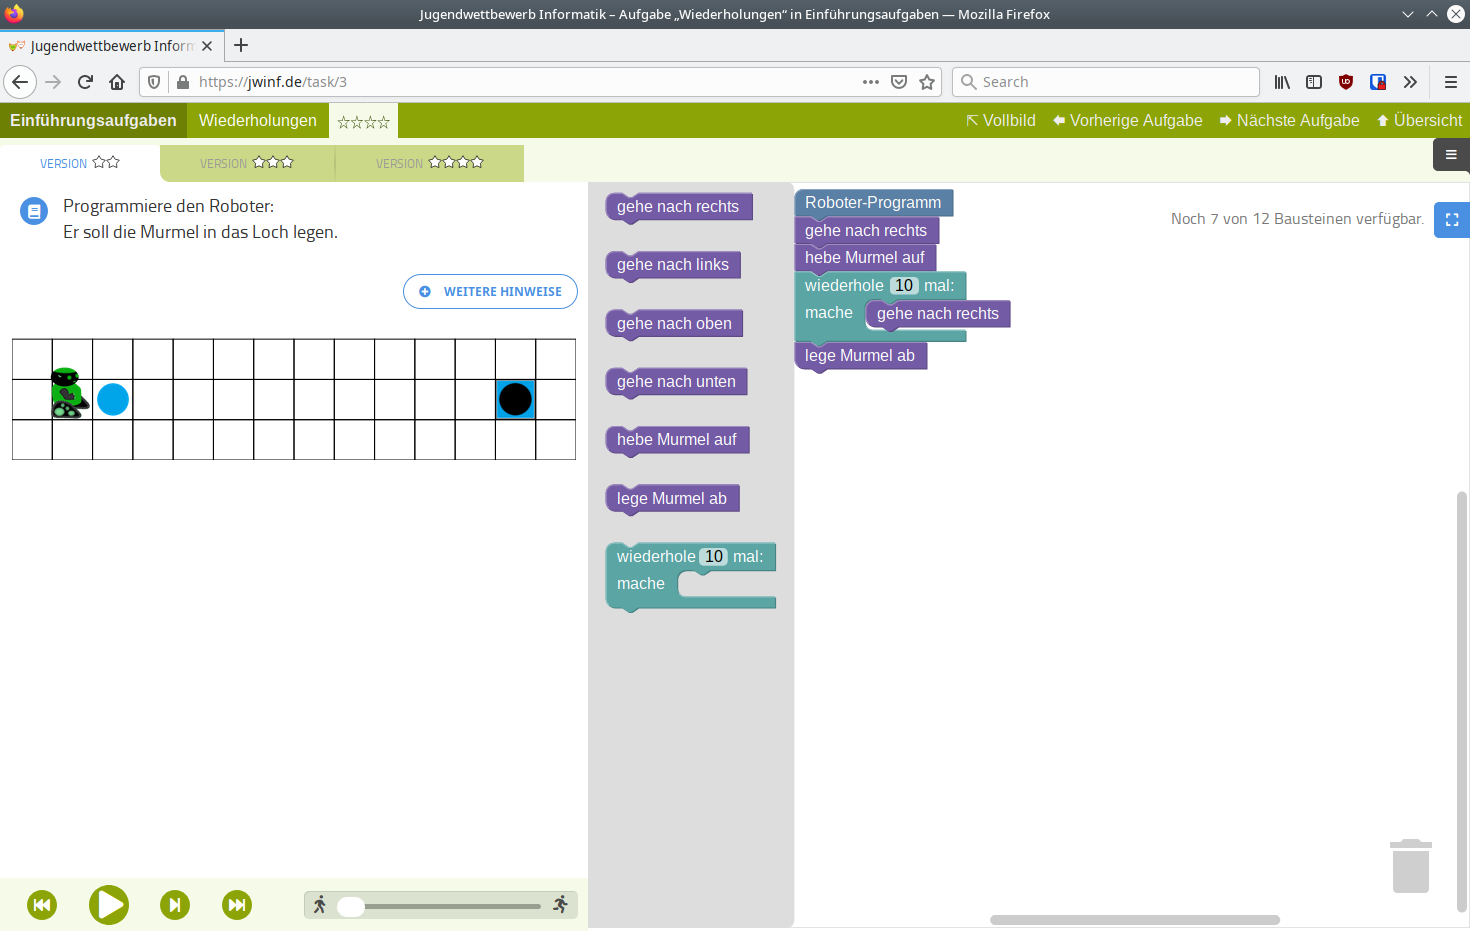 Jugendwettbewerb Informatik – Aufgabe „Wiederholungen“ in Einführungsaufgaben — Mozilla Firefox
Jugendwettbewerb Inform
https://jwinf.de/task/3
Search
Einführungsaufgaben
Wiederholungen
Vollbild
Vorherige Aufgabe
Nächste Aufgabe
Übersicht
VERSION
VERSION
VERSION
Programmiere den Roboter:
Er soll die Murmel in das Loch legen.
WEITERE HINWEISE
gehe nach rechts
gehe nach links
gehe nach oben
gehe nach unten
hebe Murmel auf
lege Murmel ab
wiederhole 10 mal:
mache
Roboter-Programm
gehe nach rechts
hebe Murmel auf
wiederhole 10 mal:
mache gehe nach rechts
lege Murmel ab
Noch 7 von 12 Bausteinen verfügbar.